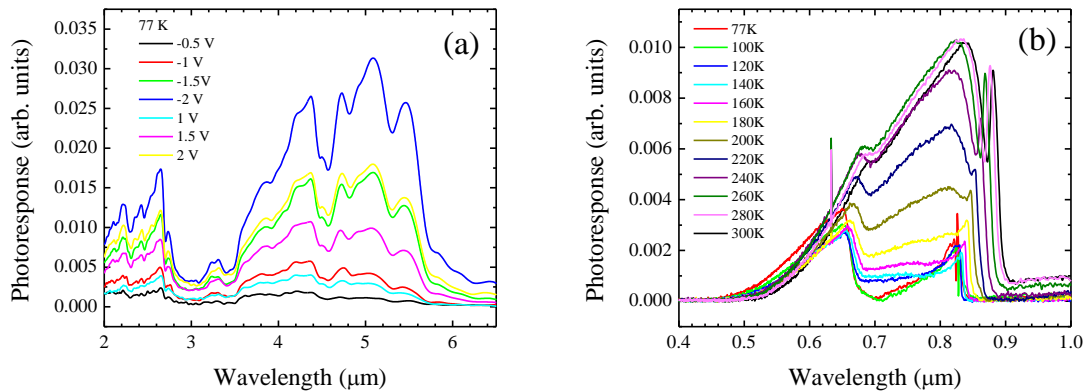 (a)
77 K
-0.5 V
-1 V
-1.5V
-2 V
1 V
1.5 V
2 V
Photoresponse (arb. units)
0.035
0.030
0.025
0.020
0.015
0.010
0.005
0.000
2 3 4 5 6
Wavelength (μm)
(b)
77K
100K
120K
140K
160K
180K
200K
220K
240K
260K
280K
300K
Photoresponse (arb. units)
0.010
0.008
0.006
0.004
0.002
0.000
0.4 0.5 0.6 0.7 0.8 0.9 1.0
Wavelength (μm)